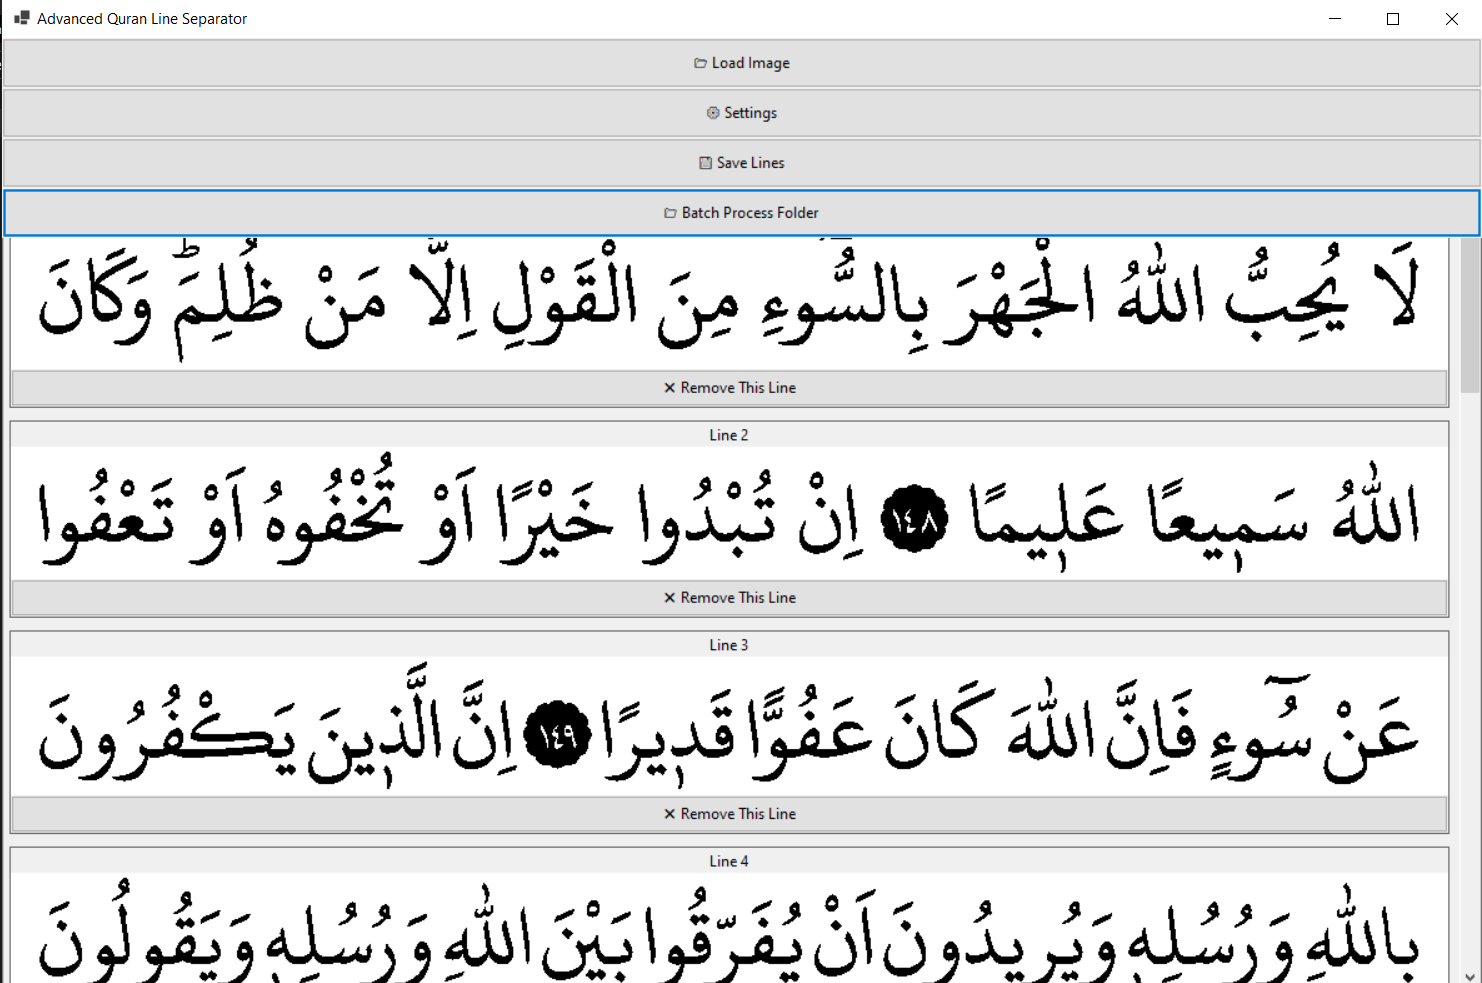 Advanced Quran Line Separator
Load Image
Settings
Save Lines
Batch Process Folder
لَا يُحِبُّ اللّٰهُ الْجَهْرَ بِالسُّوءِ مِنَ الْقَوْلِ اِلَّا مَنْ ظُلِمَ ؕ وَكَانَ
✕ Remove This Line
Line 2
اللّٰهُ سَمٖيعًا عَلٖيمًا ١٤٨ اِنْ تُبْدُوا خَيْرًا اَوْ تُخْفُوهُ اَوْ تَعْفُوا
✕ Remove This Line
Line 3
عَنْ سُٓوءٍ فَاِنَّ اللّٰهَ كَانَ عَفُوًّا قَدٖيرًا ١٤٩ اِنَّ الَّذٖينَ يَكْفُرُونَ
✕ Remove This Line
Line 4
بِاللّٰهِ وَرُسُلِهٖ وَيُرٖيدُونَ اَنْ يُفَرِّقُوا بَيْنَ اللّٰهِ وَرُسُلِهٖ وَيَقُولُونَ